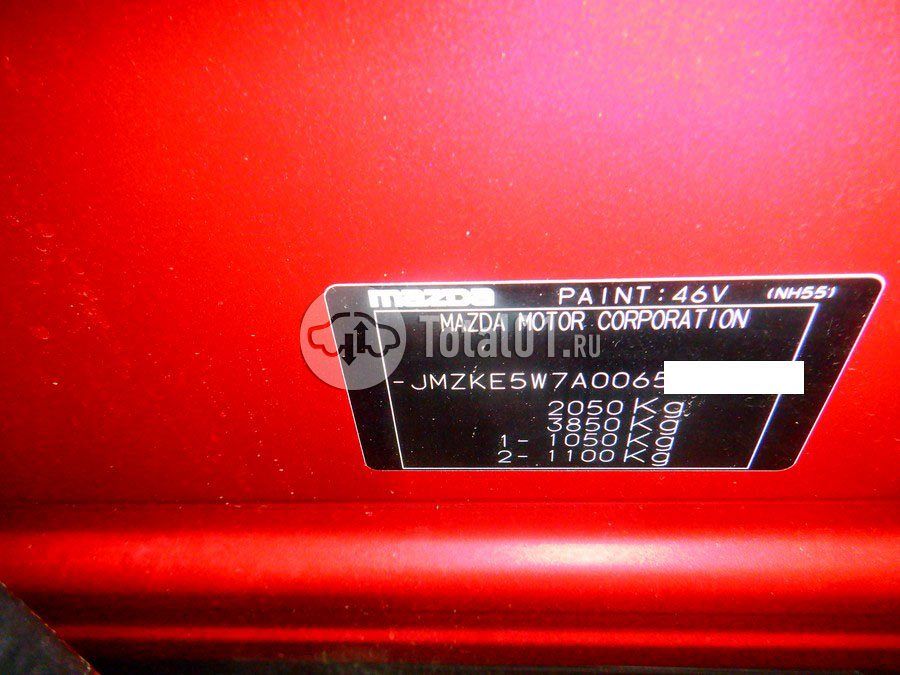 mazda PAINT: 46V (NH55)
MAZDA MOTOR CORPORATION
TotalOT.RU
-JMZKE5W7A0065
2050 Kg
3850 Kg
1- 1050 Kg
2- 1100 Kg